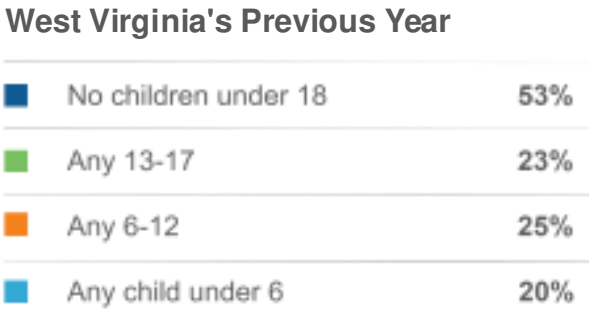 West Virginia's Previous Year
No children under 18 53%
Any 13-17 23%
Any 6-12 25%
Any child under 6 20%